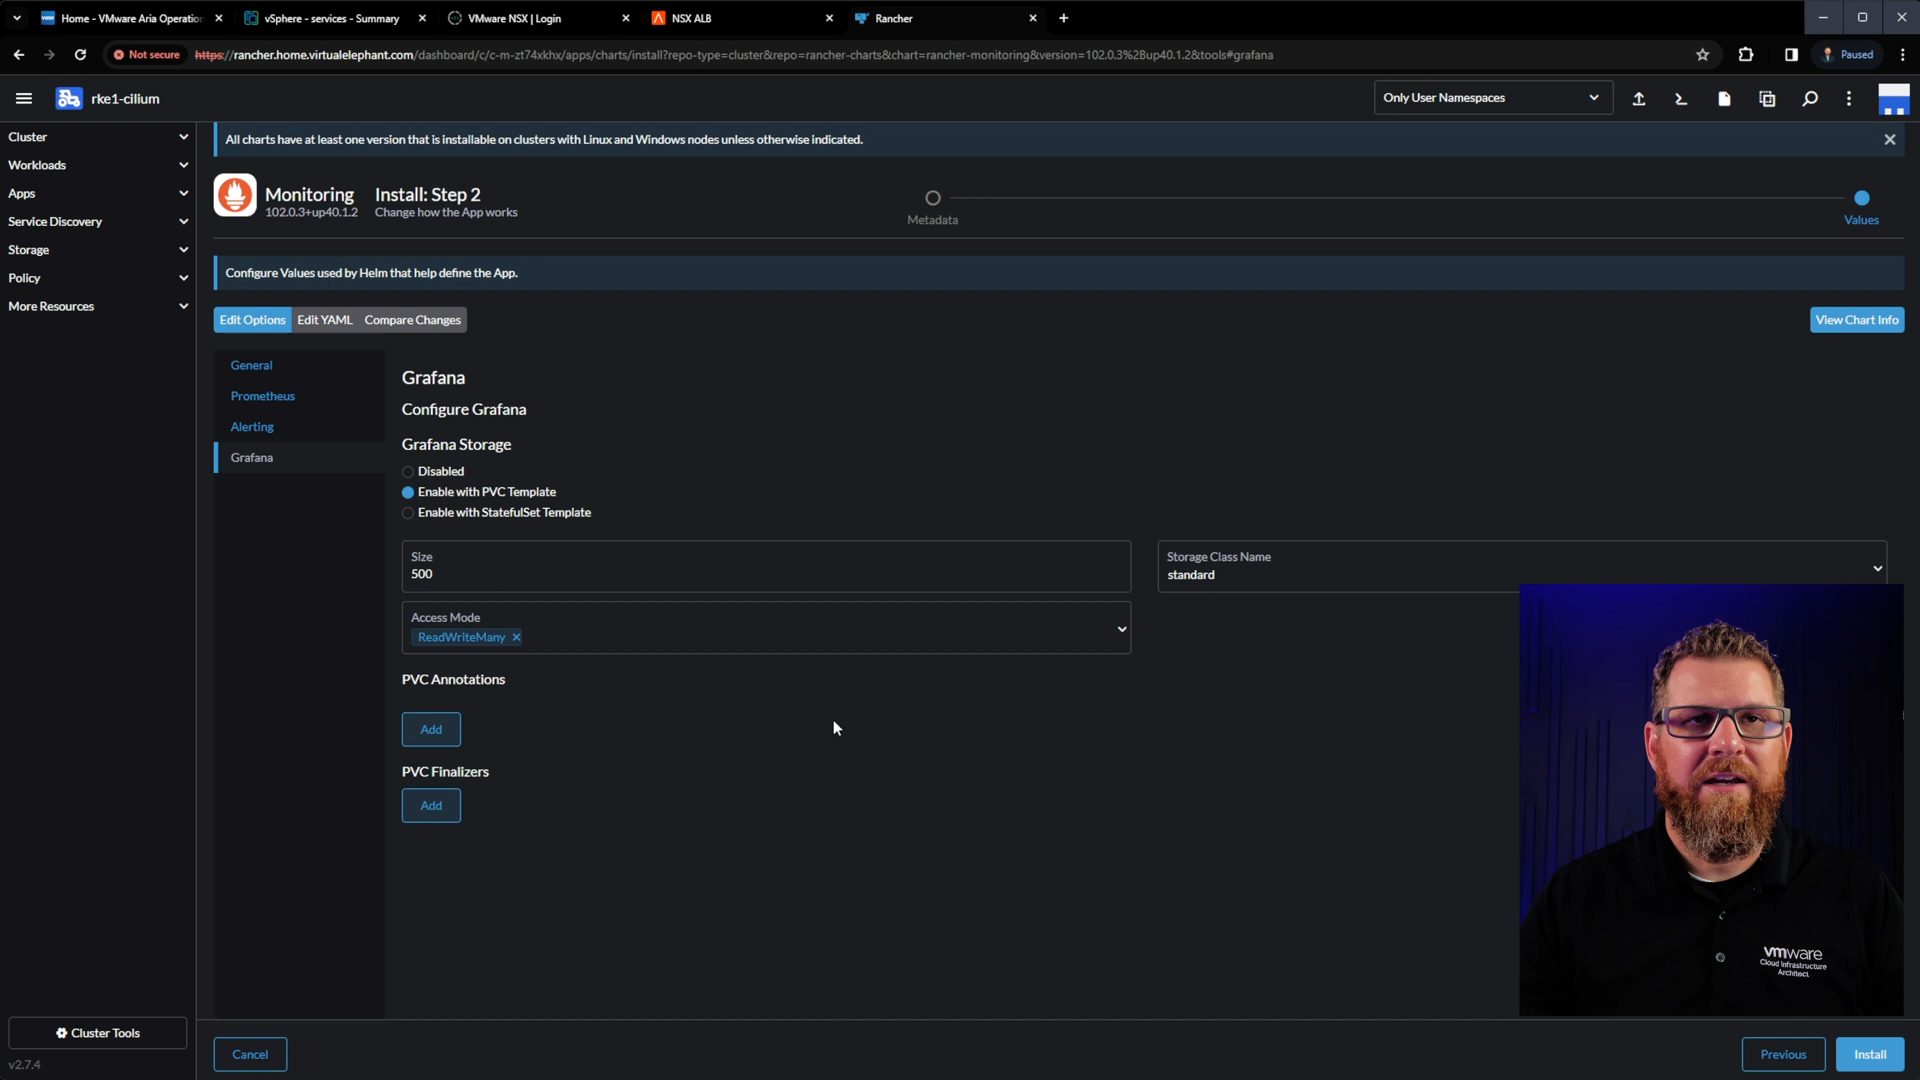 Home - VMware Aria Operation
vSphere - services - Summary
VMware NSX | Login
NSX ALB
Rancher
Not secure
https://rancher.home.virtualelephant.com/dashboard/c/c-m-zt74xkhx/apps/charts/install?repo-type=cluster&repo=rancher-charts&chart=rancher-monitoring&version=102.0.3%2Bup40.1.2&tools#grafana
Paused
rke1-cilium
Only User Namespaces
Cluster
Workloads
Apps
Service Discovery
Storage
Policy
More Resources
Cluster Tools
v2.7.4
All charts have at least one version that is installable on clusters with Linux and Windows nodes unless otherwise indicated.
Monitoring
102.0.3+up40.1.2
Install: Step 2
Change how the App works
Metadata
Values
Configure Values used by Helm that help define the App.
Edit Options
Edit YAML
Compare Changes
View Chart Info
General
Prometheus
Alerting
Grafana
Grafana
Configure Grafana
Grafana Storage
Disabled
Enable with PVC Template
Enable with StatefulSet Template
Size
500
Storage Class Name
standard
Access Mode
ReadWriteMany
PVC Annotations
Add
PVC Finalizers
Add
vmware
Cloud Infrastructure
Architect
Cancel
Previous
Install